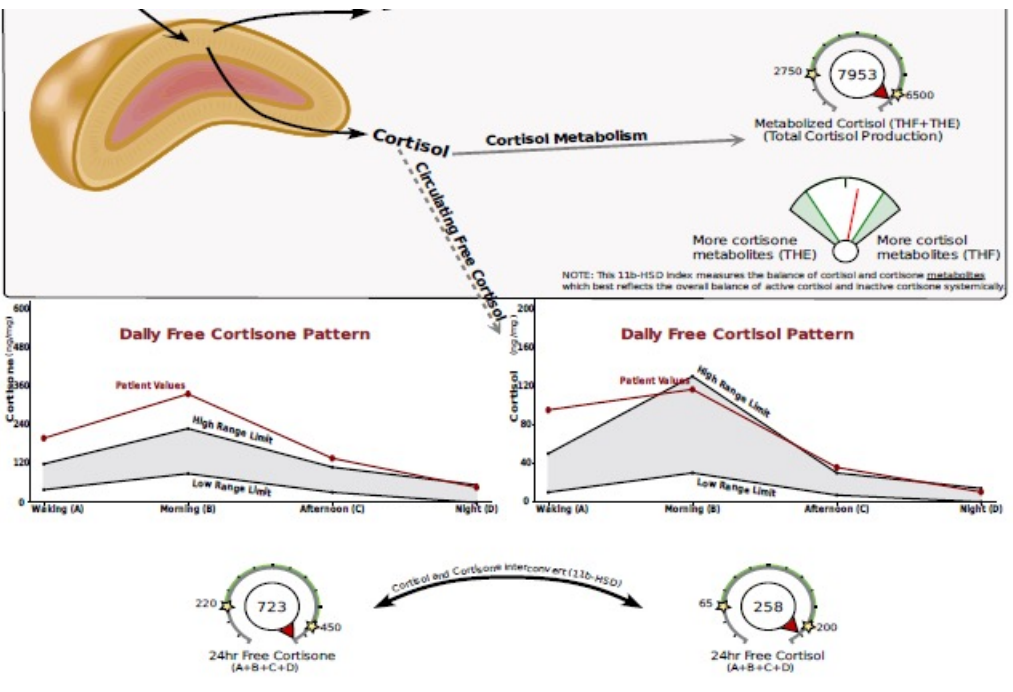 7953
2750
6500
Metabolized Cortisol (THF+THE)
(Total Cortisol Production)
Cortisol
Cortisol Metabolism
Circulating Free Cortisol
More cortisone
metabolites (THE)
More cortisol
metabolites (THF)
NOTE: This 11b-HSD index measures the balance of cortisol and cortisone metabolites
which best reflects the overall balance of active cortisol and inactive cortisone systemically.
Daily Free Cortisone Pattern
Cortisone (ng/mg)
600
480
360
240
120
0
Patient Values
High Range Limit
Low Range Limit
Waking (A)
Morning (B)
Afternoon (C)
Night (D)
Daily Free Cortisol Pattern
Cortisol (ng/mg)
200
160
120
80
40
0
Patient Values
High Range Limit
Low Range Limit
Waking (A)
Morning (B)
Afternoon (C)
Night (D)
Cortisol and Cortisone interconvert (11b-HSD)
220
723
450
24hr Free Cortisone
(A+B+C+D)
65
258
200
24hr Free Cortisol
(A+B+C+D)